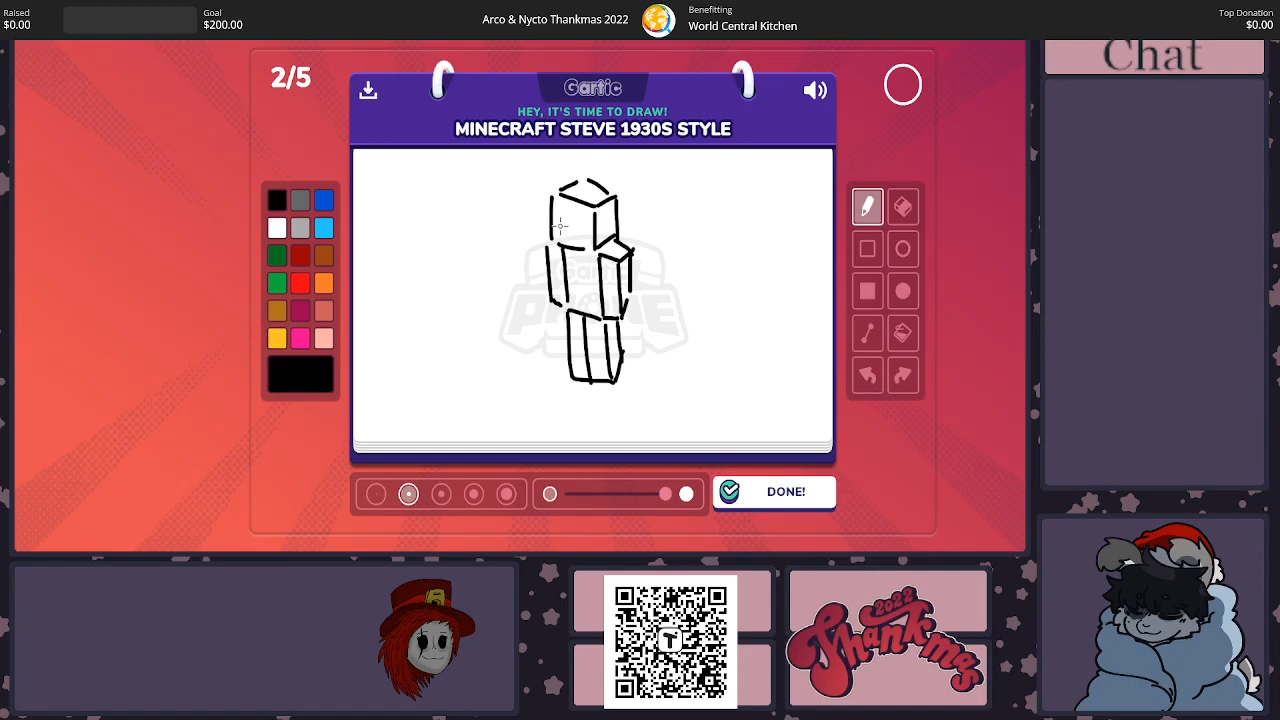 Raised
$0.00
Goal
$200.00
Arco & Nycto Thankmas 2022
Benefitting
World Central Kitchen
Top Donation
$0.00
Chat
2/5
Gartic
HEY, IT'S TIME TO DRAW!
MINECRAFT STEVE 1930S STYLE
Gartic
DONE!
T
2022
Thankmas